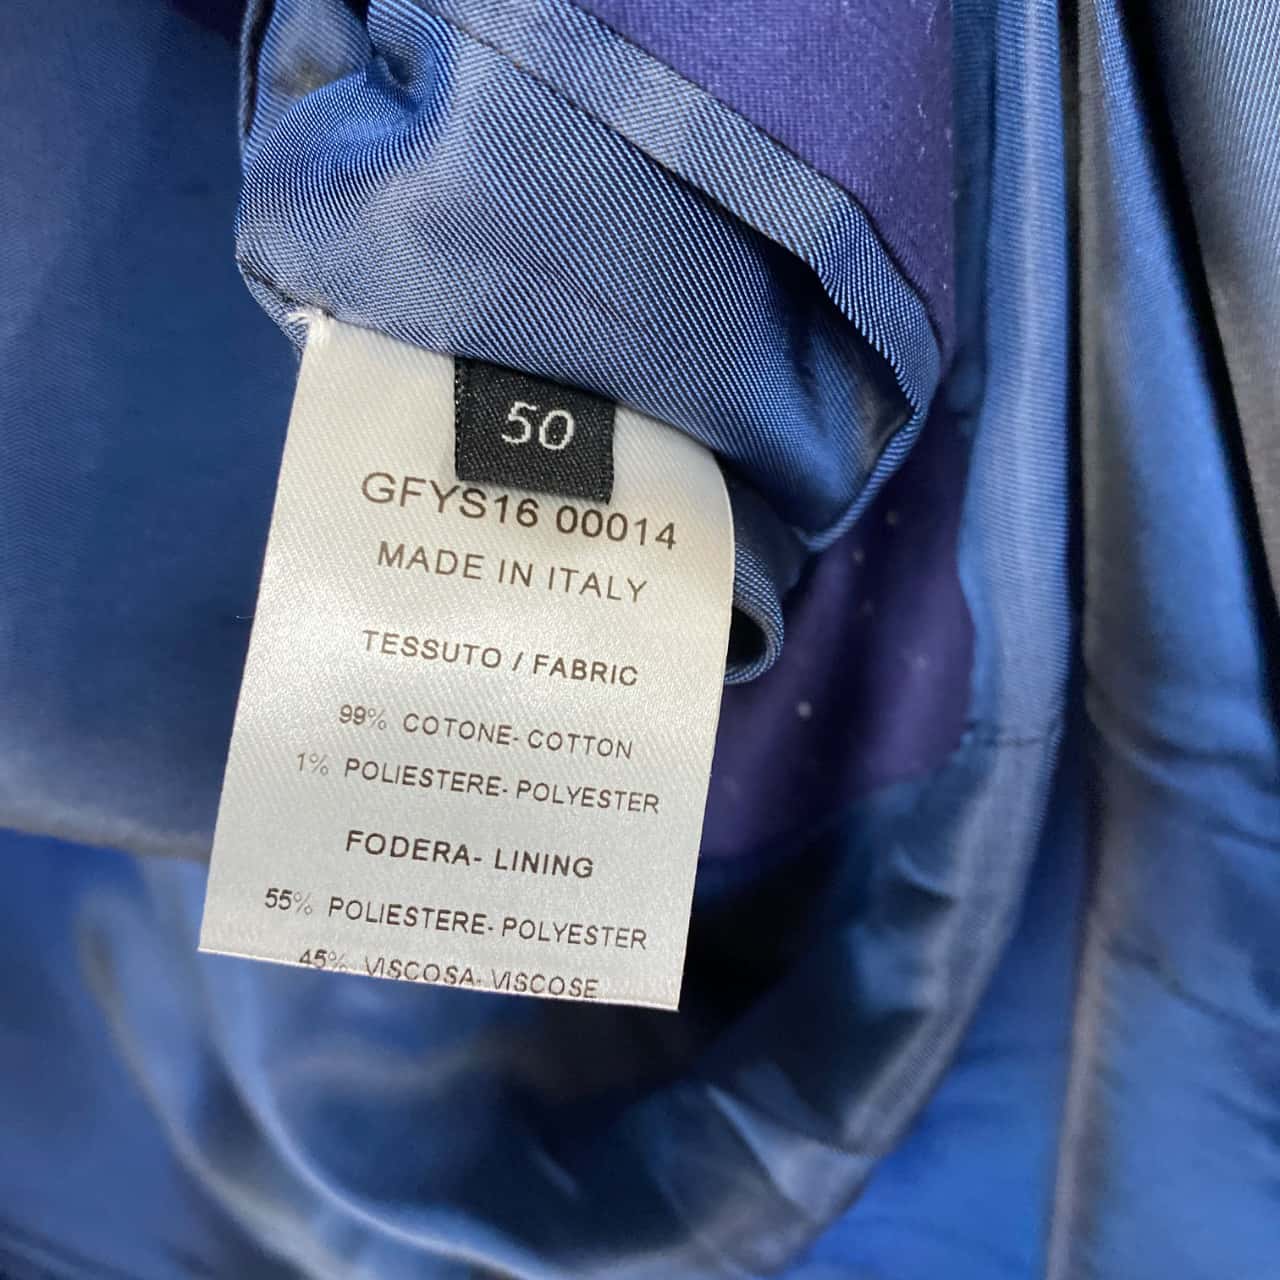 50
GFYS16 00014
MADE IN ITALY
TESSUTO / FABRIC
99% COTONE- COTTON
1% POLIESTERE- POLYESTER
FODERA- LINING
55% POLIESTERE- POLYESTER
45% VISCOSA- VISCOSE